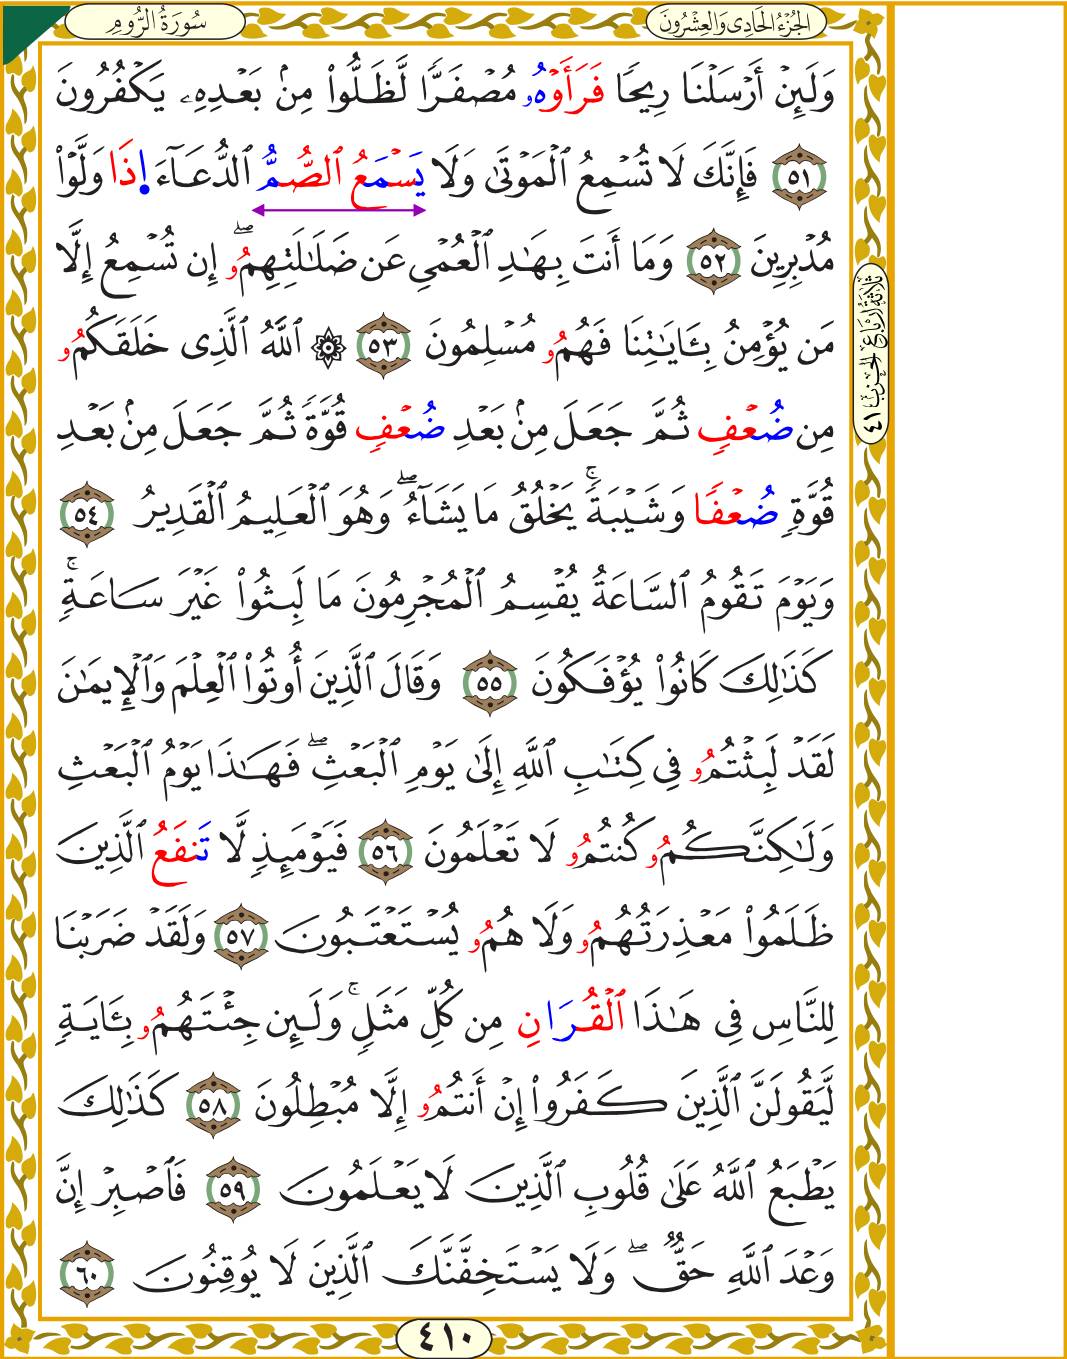 الجُزْءُ الحَادِى وَالعِشْرُونَ
سُورَةُ الرُّومِ
وَلَئِنْ أَرْسَلْنَا رِيحًا فَرَأَوْهُۥ مُصْفَرًّا لَّظَلُّواْ مِنۢ بَعْدِهِۦ يَكْفُرُونَ
٥١ فَإِنَّكَ لَا تُسْمِعُ ٱلْمَوْتَىٰ وَلَا يَسْمَعُ ٱلصُّمُّ ٱلدُّعَآءَ إِذَا وَلَّوْاْ
مُدْبِرِينَ ٥٢ وَمَا أَنتَ بِهَـٰدِ ٱلْعُمْىِ عَن ضَلَـٰلَتِهِمُۥۖ إِن تُسْمِعُ إِلَّا
مَن يُؤْمِنُ بِـَٔايَـٰتِنَا فَهُمُۥ مُسْلِمُونَ ٥٣ ۞ ٱللَّهُ ٱلَّذِى خَلَقَكُمُۥ
مِن ضُعْفٍ ثُمَّ جَعَلَ مِنۢ بَعْدِ ضُعْفٍ قُوَّةً ثُمَّ جَعَلَ مِنۢ بَعْدِ
قُوَّةٍ ضُعْفًا وَشَيْبَةًۚ يَخْلُقُ مَا يَشَآءُۖ وَهُوَ ٱلْعَلِيمُ ٱلْقَدِيرُ ٥٤
وَيَوْمَ تَقُومُ ٱلسَّاعَةُ يُقْسِمُ ٱلْمُجْرِمُونَ مَا لَبِثُواْ غَيْرَ سَاعَةٍۚ
كَذَٰلِكَ كَانُواْ يُؤْفَكُونَ ٥٥ وَقَالَ ٱلَّذِينَ أُوتُواْ ٱلْعِلْمَ وَٱلْإِيمَـٰنَ
لَقَدْ لَبِثْتُمُۥ فِى كِتَـٰبِ ٱللَّهِ إِلَىٰ يَوْمِ ٱلْبَعْثِۖ فَهَـٰذَا يَوْمُ ٱلْبَعْثِ
وَلَـٰكِنَّكُمُۥ كُنتُمُۥ لَا تَعْلَمُونَ ٥٦ فَيَوْمَئِذٍ لَّا تَنفَعُ ٱلَّذِينَ
ظَلَمُواْ مَعْذِرَتُهُمُۥ وَلَا هُمُۥ يُسْتَعْتَبُونَ ٥٧ وَلَقَدْ ضَرَبْنَا
لِلنَّاسِ فِى هَـٰذَا ٱلْقُرَانِ مِن كُلِّ مَثَلٍۚ وَلَئِن جِئْتَهُمُۥ بِـَٔايَةٍ
لَّيَقُولَنَّ ٱلَّذِينَ كَفَرُواْ إِنْ أَنتُمُۥ إِلَّا مُبْطِلُونَ ٥٨ كَذَٰلِكَ
يَطْبَعُ ٱللَّهُ عَلَىٰ قُلُوبِ ٱلَّذِينَ لَا يَعْلَمُونَ ٥٩ فَٱصْبِرْ إِنَّ
وَعْدَ ٱللَّهِ حَقٌّۖ وَلَا يَسْتَخِفَّنَّكَ ٱلَّذِينَ لَا يُوقِنُونَ ٦٠
ثلاثة أرباع الحزب ٤١
٤١٠